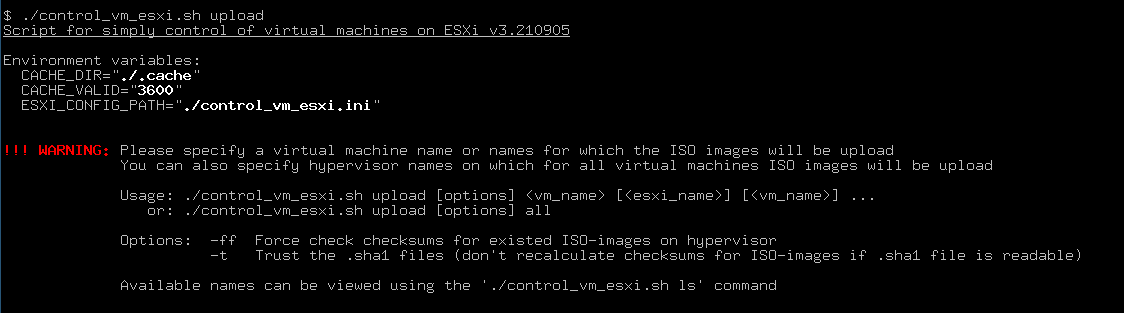 $ ./control_vm_esxi.sh upload
Script for simply control of virtual machines on ESXi v3.210905
Environment variables:
CACHE_DIR="./.cache"
CACHE_VALID="3600"
ESXI_CONFIG_PATH="./control_vm_esxi.ini"
!!! WARNING: Please specify a virtual machine name or names for which the ISO images will be upload
You can also specify hypervisor names on which for all virtual machines ISO images will be upload
Usage: ./control_vm_esxi.sh upload [options] <vm_name> [<esxi_name>] [<vm_name>] ...
or: ./control_vm_esxi.sh upload [options] all
Options: -ff Force check checksums for existed ISO-images on hypervisor
-t Trust the .sha1 files (don't recalculate checksums for ISO-images if .sha1 file is readable)
Available names can be viewed using the './control_vm_esxi.sh ls' command